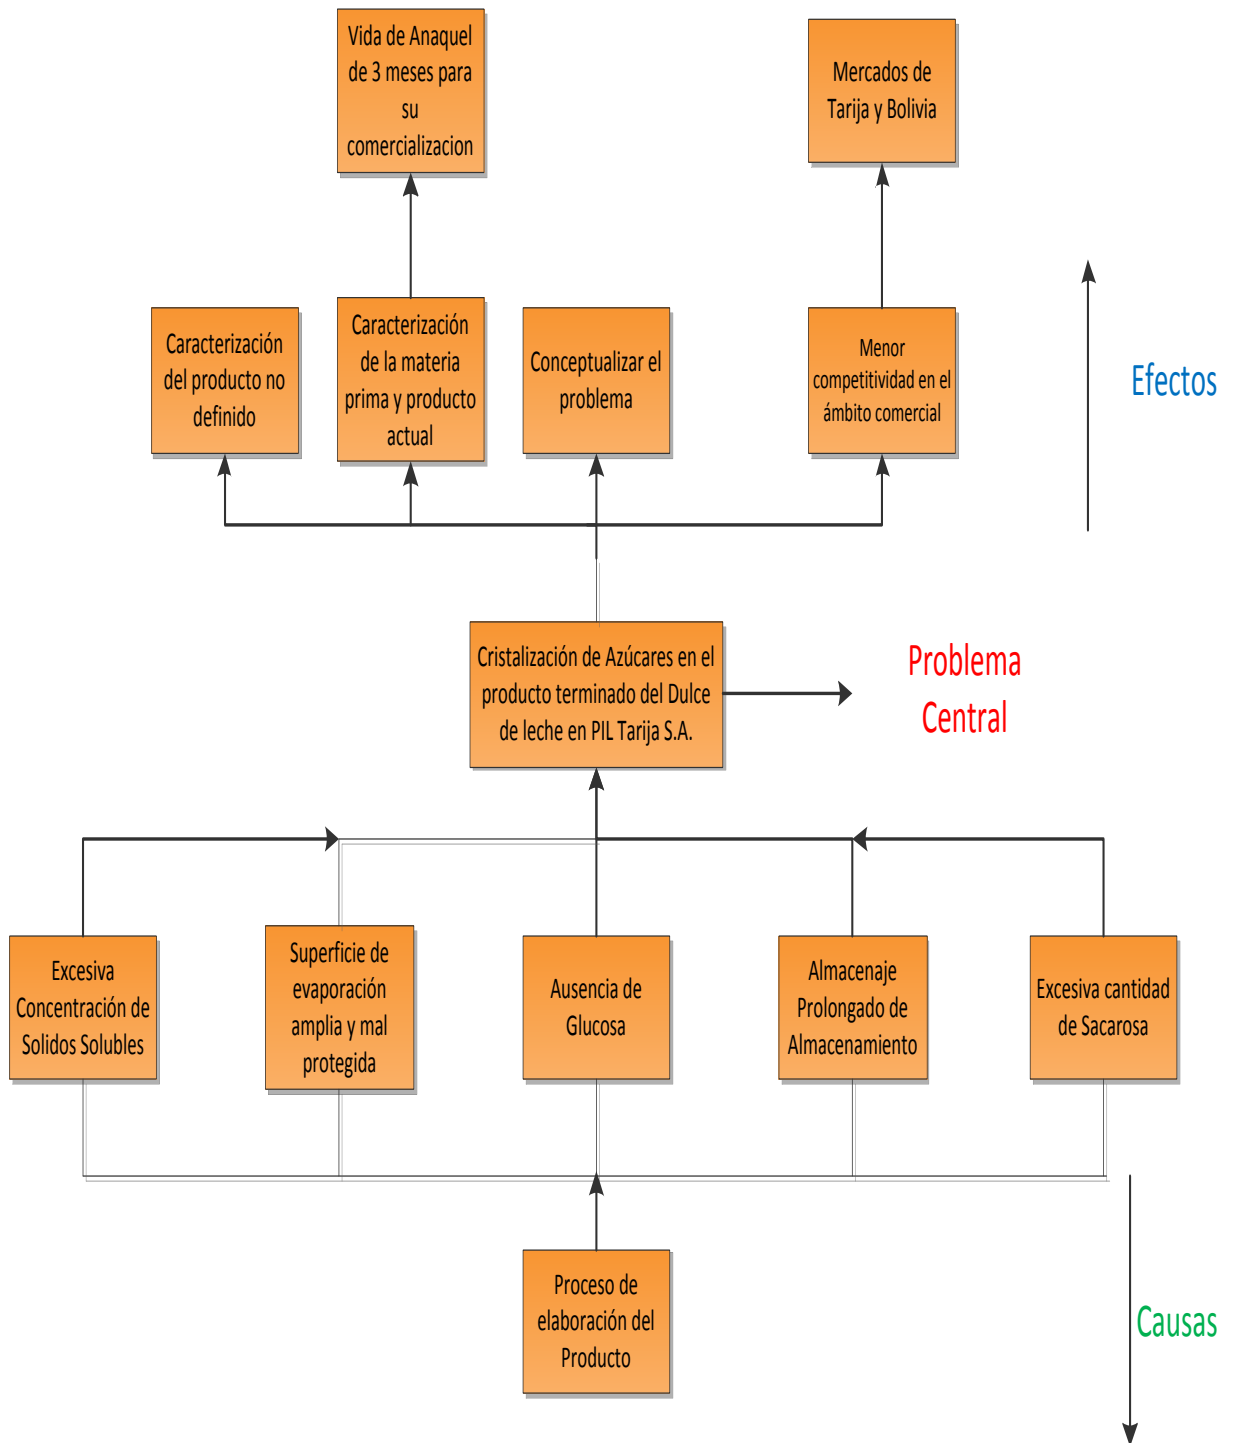 Vida de Anaquel
de 3 meses para
su
comercializacion
Mercados de
Tarija y Bolivia
Caracterización
del producto no
definido
Caracterización
de la materia
prima y producto
actual
Conceptualizar el
problema
Menor
competitividad en el
ámbito comercial
Efectos
Cristalización de Azúcares en el
producto terminado del Dulce
de leche en PIL Tarija S.A.
Problema
Central
Excesiva
Concentración de
Solidos Solubles
Superficie de
evaporación
amplia y mal
protegida
Ausencia de
Glucosa
Almacenaje
Prolongado de
Almacenamiento
Excesiva cantidad
de Sacarosa
Proceso de
elaboración del
Producto
Causas